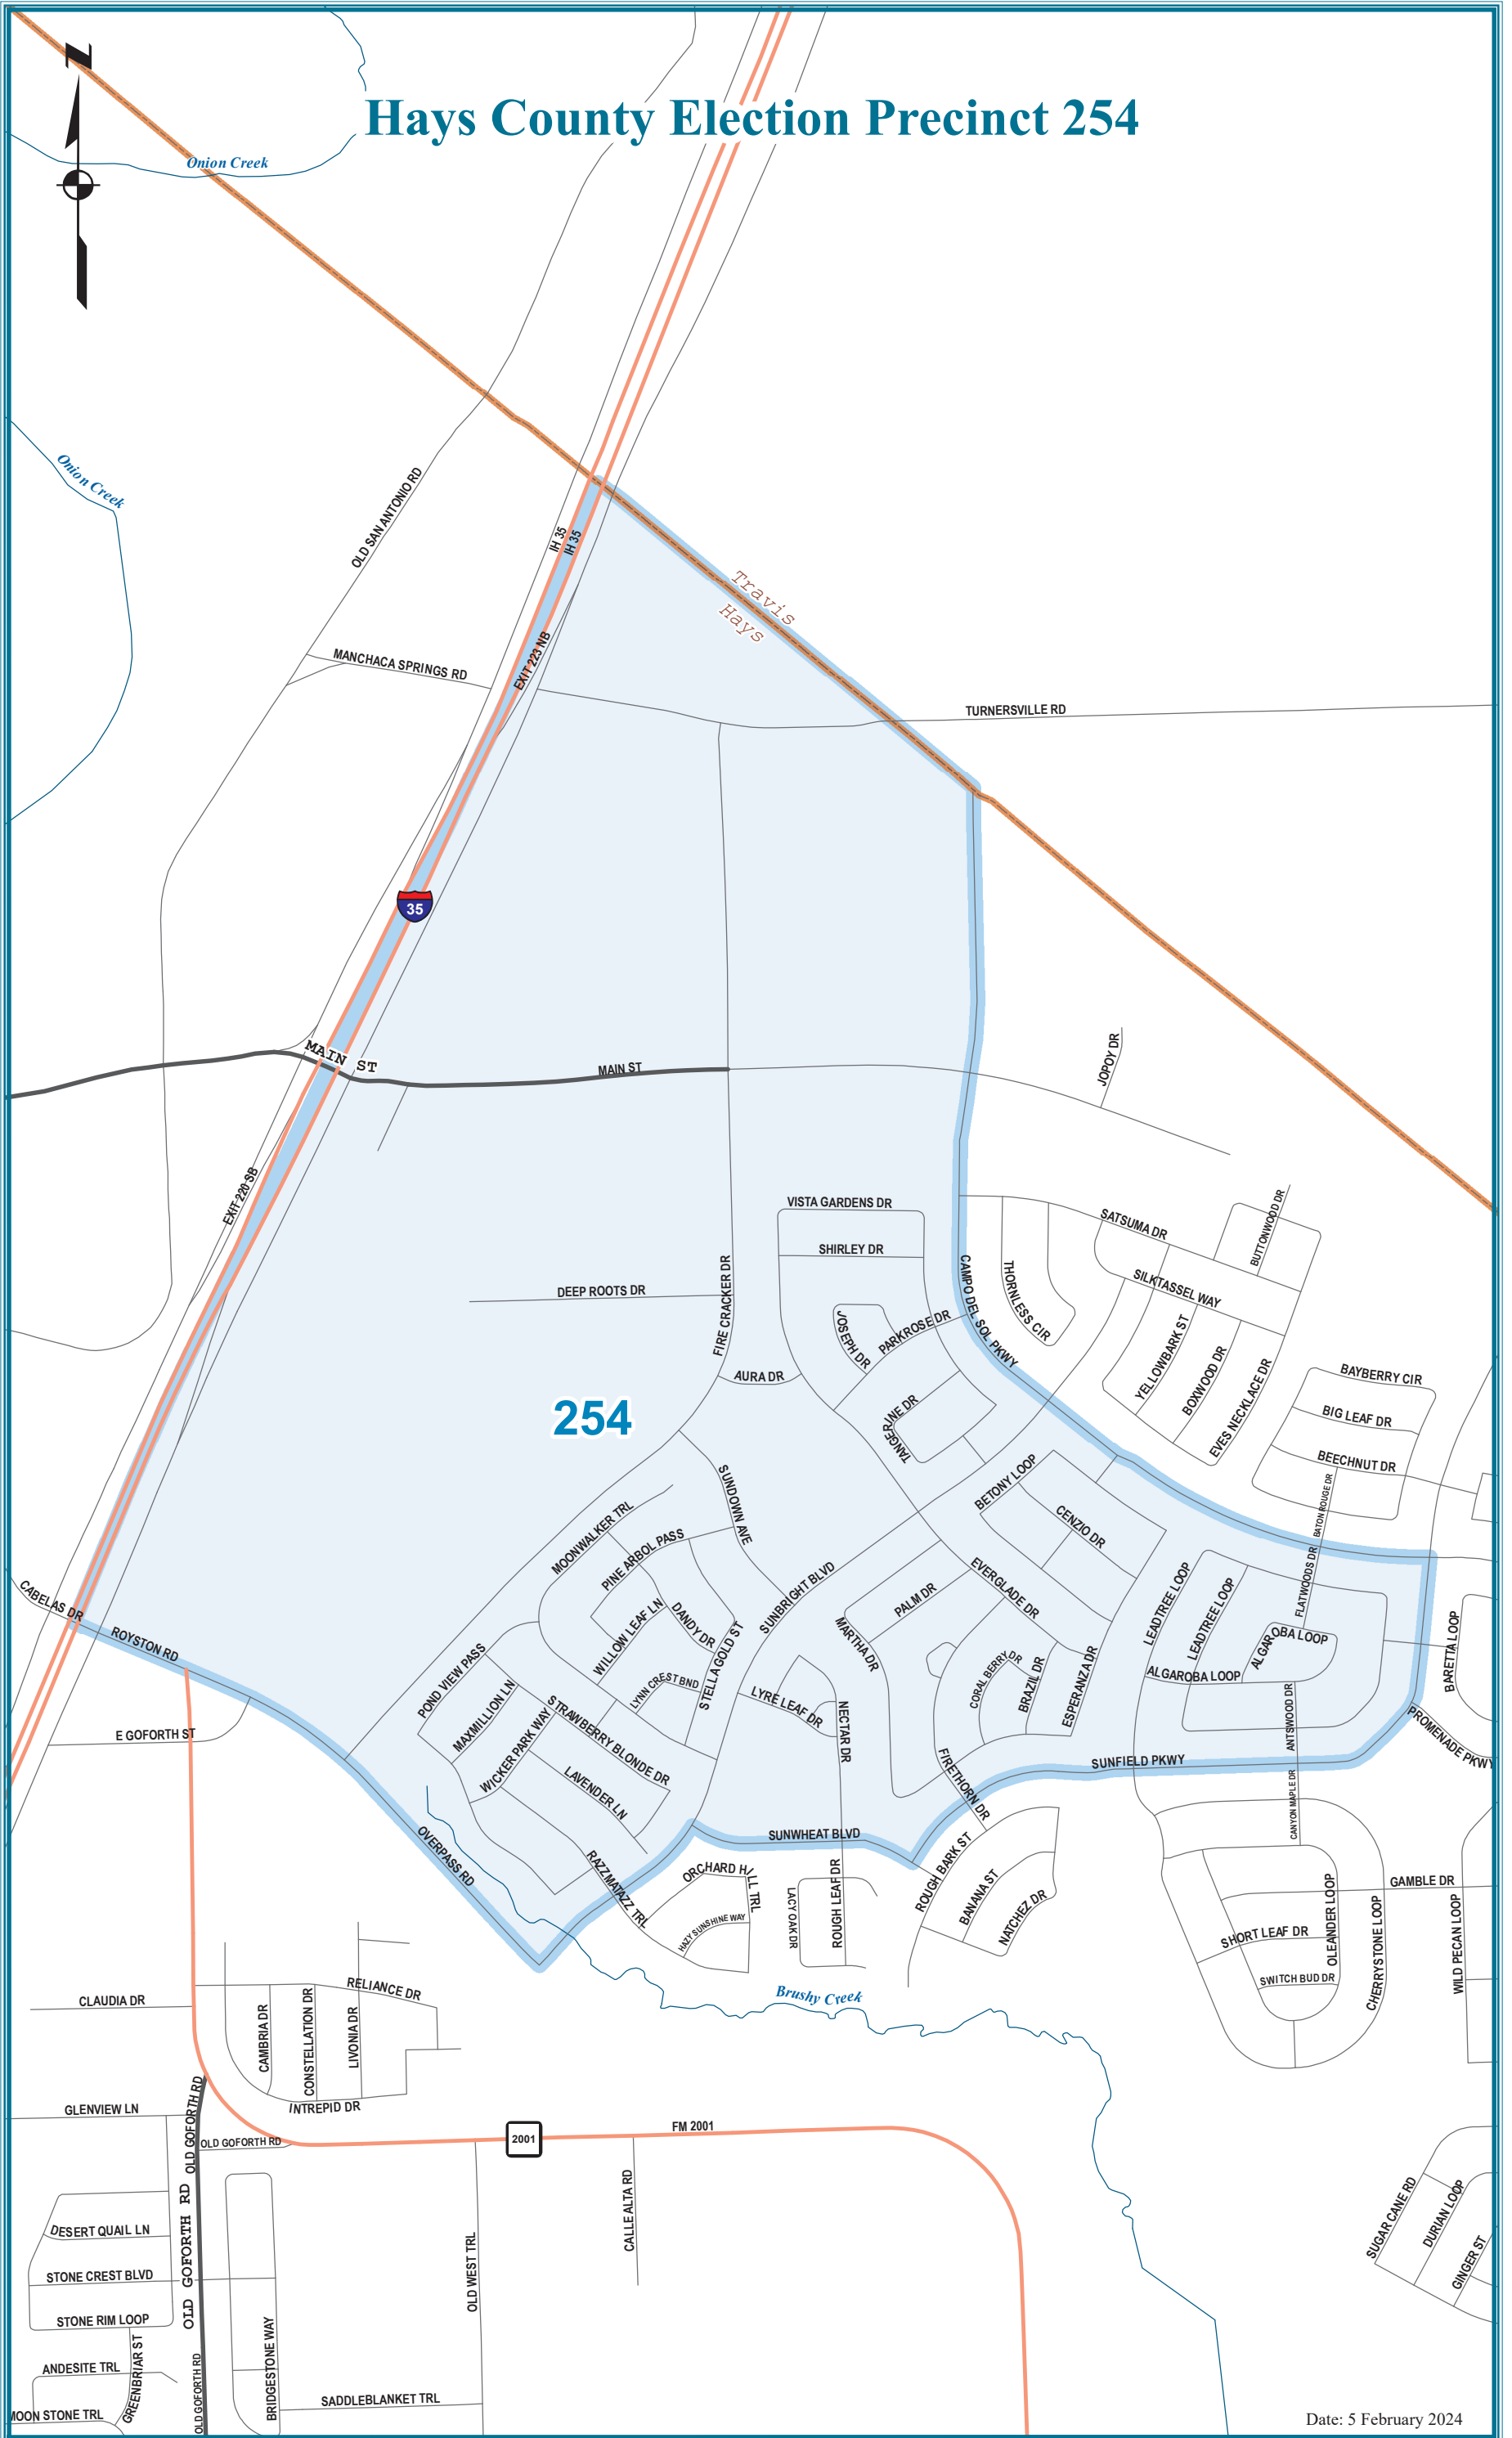 N
Hays County Election Precinct 254
Onion Creek
Onion Creek
OLD SAN ANTONIO RD
IH 35
IH 35
Travis
Hays
MANCHACA SPRINGS RD
EXIT 223 NB
TURNERSVILLE RD
35
MAIN ST
MAIN ST
JOPOY DR
EXIT 220 SB
VISTA GARDENS DR
SHIRLEY DR
SATSUMA DR
BUTTONWOOD DR
DEEP ROOTS DR
FIRE CRACKER DR
CAMPO DEL SOL PKWY
THORNLESS CIR
SILKTASSEL WAY
JOSEPH DR
PARKROSE DR
YELLOWBARK ST
BOXWOOD DR
EVES NECKLACE DR
AURA DR
BAYBERRY CIR
BIG LEAF DR
BEECHNUT DR
254
TANGERINE DR
SUNDOWN AVE
BETONY LOOP
CENZIO DR
BATON ROUGE DR
MOONWALKER TRL
PINE ARBOL PASS
SUNBRIGHT BLVD
EVERGLADE DR
PALM DR
FLATWOODS DR
LEADTREE LOOP
LEADTREE LOOP
CABELAS DR
ROYSTON RD
WILLOW LEAF LN
DANDY DR
STELLA GOLD ST
MARTHA DR
ALGAROBA LOOP
ALGAROBA LOOP
BARETTA LOOP
POND VIEW PASS
LYNN CREST BND
CORAL BERRY DR
BRAZIL DR
ESPERANZA DR
MAXMILLION LN
STRAWBERRY BLONDE DR
LYRE LEAF DR
NECTAR DR
ANTSWOOD DR
E GOFORTH ST
WICKER PARK WAY
LAVENDER LN
FIRETHORN DR
SUNFIELD PKWY
PROMENADE PKWY
CANYON MAPLE DR
OVERPASS RD
SUNWHEAT BLVD
RAZZMATAZZ TRL
ORCHARD HILL TRL
HAZY SUNSHINE WAY
LACY OAK DR
ROUGH LEAF DR
ROUGH BARK ST
BANANA ST
NATCHEZ DR
GAMBLE DR
SHORT LEAF DR
SWITCH BUD DR
OLEANDER LOOP
CHERRYSTONE LOOP
WILD PECAN LOOP
Brushy Creek
CLAUDIA DR
RELIANCE DR
CAMBRIA DR
CONSTELLATION DR
LIVONIA DR
INTREPID DR
GLENVIEW LN
OLD GOFORTH RD
OLD GOFORTH RD
2001
FM 2001
CALLE ALTA RD
OLD WEST TRL
SUGAR CANE RD
DURIAN LOOP
GINGER ST
DESERT QUAIL LN
OLD GOFORTH RD
STONE CREST BLVD
STONE RIM LOOP
GREENBRIAR ST
BRIDGESTONE WAY
ANDESITE TRL
OLD GOFORTH RD
SADDLEBLANKET TRL
MOON STONE TRL
Date: 5 February 2024